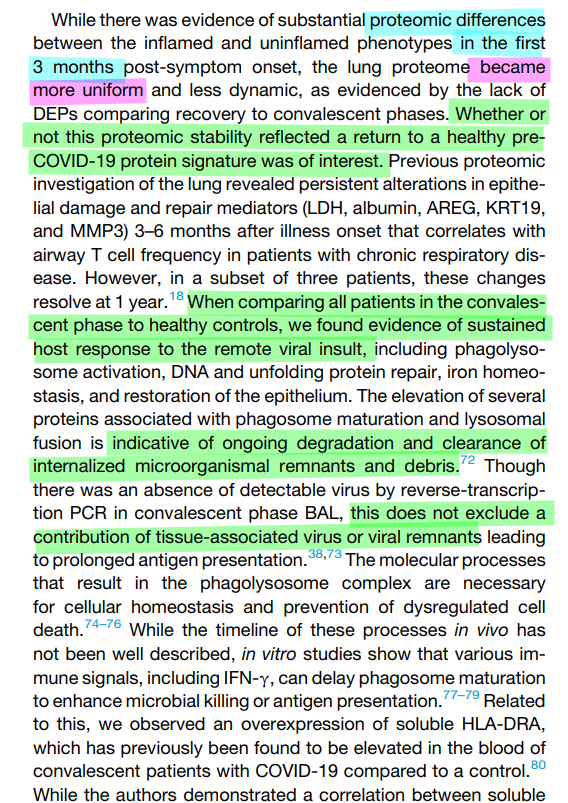 While there was evidence of substantial proteomic differences
between the inflamed and uninflamed phenotypes in the first
3 months post-symptom onset, the lung proteome became
more uniform and less dynamic, as evidenced by the lack of
DEPs comparing recovery to convalescent phases. Whether or
not this proteomic stability reflected a return to a healthy pre-
COVID-19 protein signature was of interest. Previous proteomic
investigation of the lung revealed persistent alterations in epithe-
lial damage and repair mediators (LDH, albumin, AREG, KRT19,
and MMP3) 3–6 months after illness onset that correlates with
airway T cell frequency in patients with chronic respiratory dis-
ease. However, in a subset of three patients, these changes
resolve at 1 year.18 When comparing all patients in the convales-
cent phase to healthy controls, we found evidence of sustained
host response to the remote viral insult, including phagolyso-
some activation, DNA and unfolding protein repair, iron homeo-
stasis, and restoration of the epithelium. The elevation of several
proteins associated with phagosome maturation and lysosomal
fusion is indicative of ongoing degradation and clearance of
internalized microorganismal remnants and debris.72 Though
there was an absence of detectable virus by reverse-transcrip-
tion PCR in convalescent phase BAL, this does not exclude a
contribution of tissue-associated virus or viral remnants leading
to prolonged antigen presentation.38,73 The molecular processes
that result in the phagolysosome complex are necessary
for cellular homeostasis and prevention of dysregulated cell
death.74–76 While the timeline of these processes in vivo has
not been well described, in vitro studies show that various im-
mune signals, including IFN-γ, can delay phagosome maturation
to enhance microbial killing or antigen presentation.77–79 Related
to this, we observed an overexpression of soluble HLA-DRA,
which has previously been found to be elevated in the blood of
convalescent patients with COVID-19 compared to a control.80
While the authors demonstrated a correlation between soluble